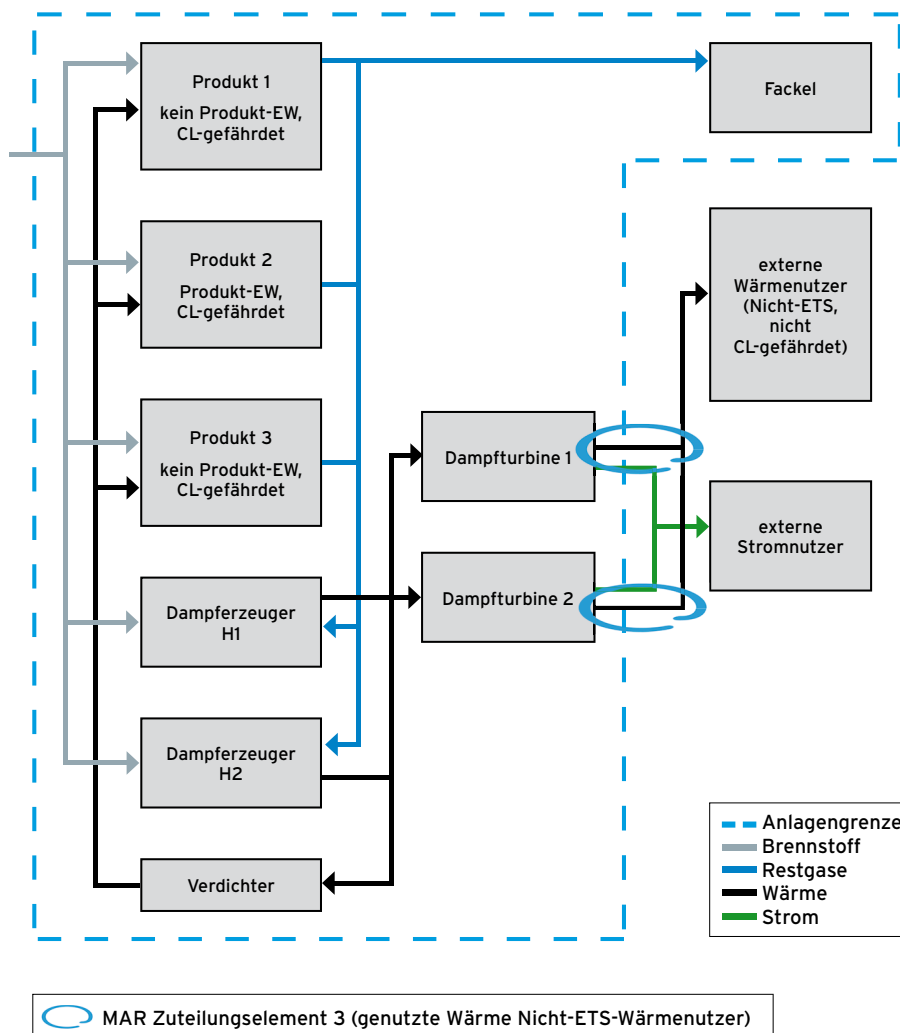 Produkt 1
kein Produkt-EW,
CL-gefährdet
Fackel
Produkt 2
Produkt-EW,
CL-gefährdet
externe
Wärmenutzer
(Nicht-ETS,
nicht
CL-gefährdet)
Produkt 3
kein Produkt-EW,
CL-gefährdet
Dampfturbine 1
externe
Stromnutzer
Dampferzeuger
H1
Dampfturbine 2
Dampferzeuger
H2
Verdichter
Anlagengrenze
Brennstoff
Restgase
Wärme
Strom
MAR Zuteilungselement 3 (genutzte Wärme Nicht-ETS-Wärmenutzer)